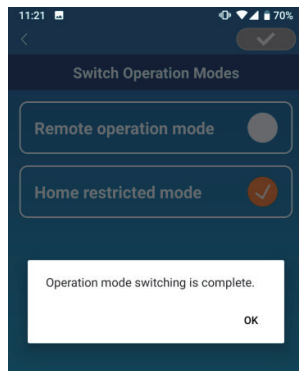 11:21 70%
Switch Operation Modes
Remote operation mode
Home restricted mode
Operation mode switching is complete.
OK